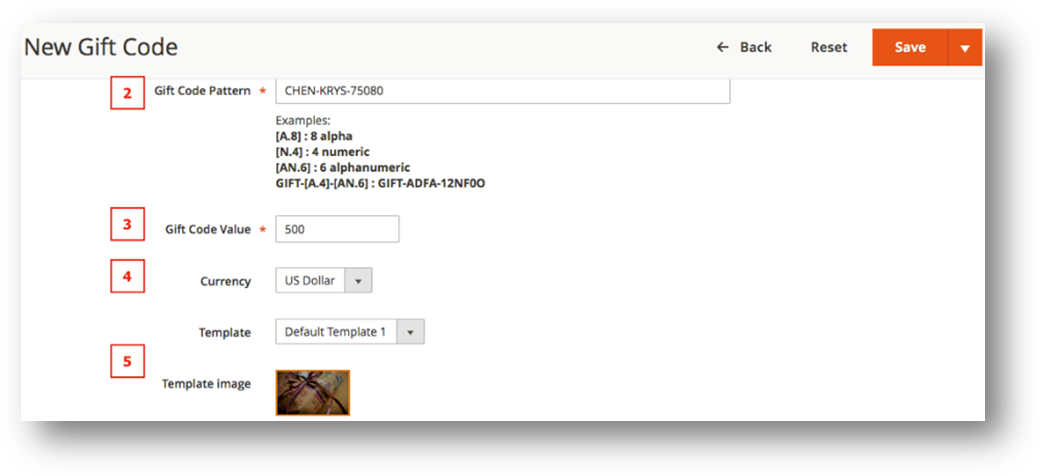 New Gift Code
← Back Reset Save
2 Gift Code Pattern * CHEN-KRYS-75080
Examples:
[A.8] : 8 alpha
[N.4] : 4 numeric
[AN.6] : 6 alphanumeric
GIFT-[A.4]-[AN.6] : GIFT-ADFA-12NF0O
3 Gift Code Value * 500
4 Currency US Dollar
Template Default Template 1
5
Template image